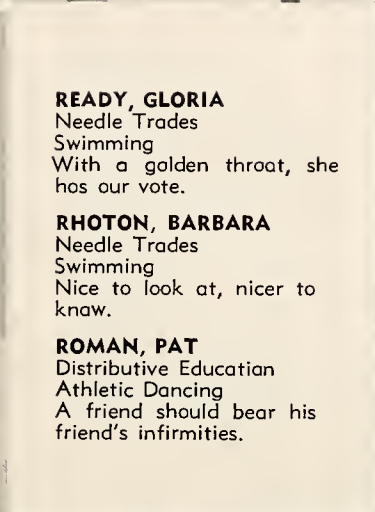 READY, GLORIA
Needle Trades
Swimming
With a golden throat, she
has our vote.
RHOTON, BARBARA
Needle Trades
Swimming
Nice to look at, nicer to
know.
ROMAN, PAT
Distributive Education
Athletic Dancing
A friend should bear his
friend's infirmities.